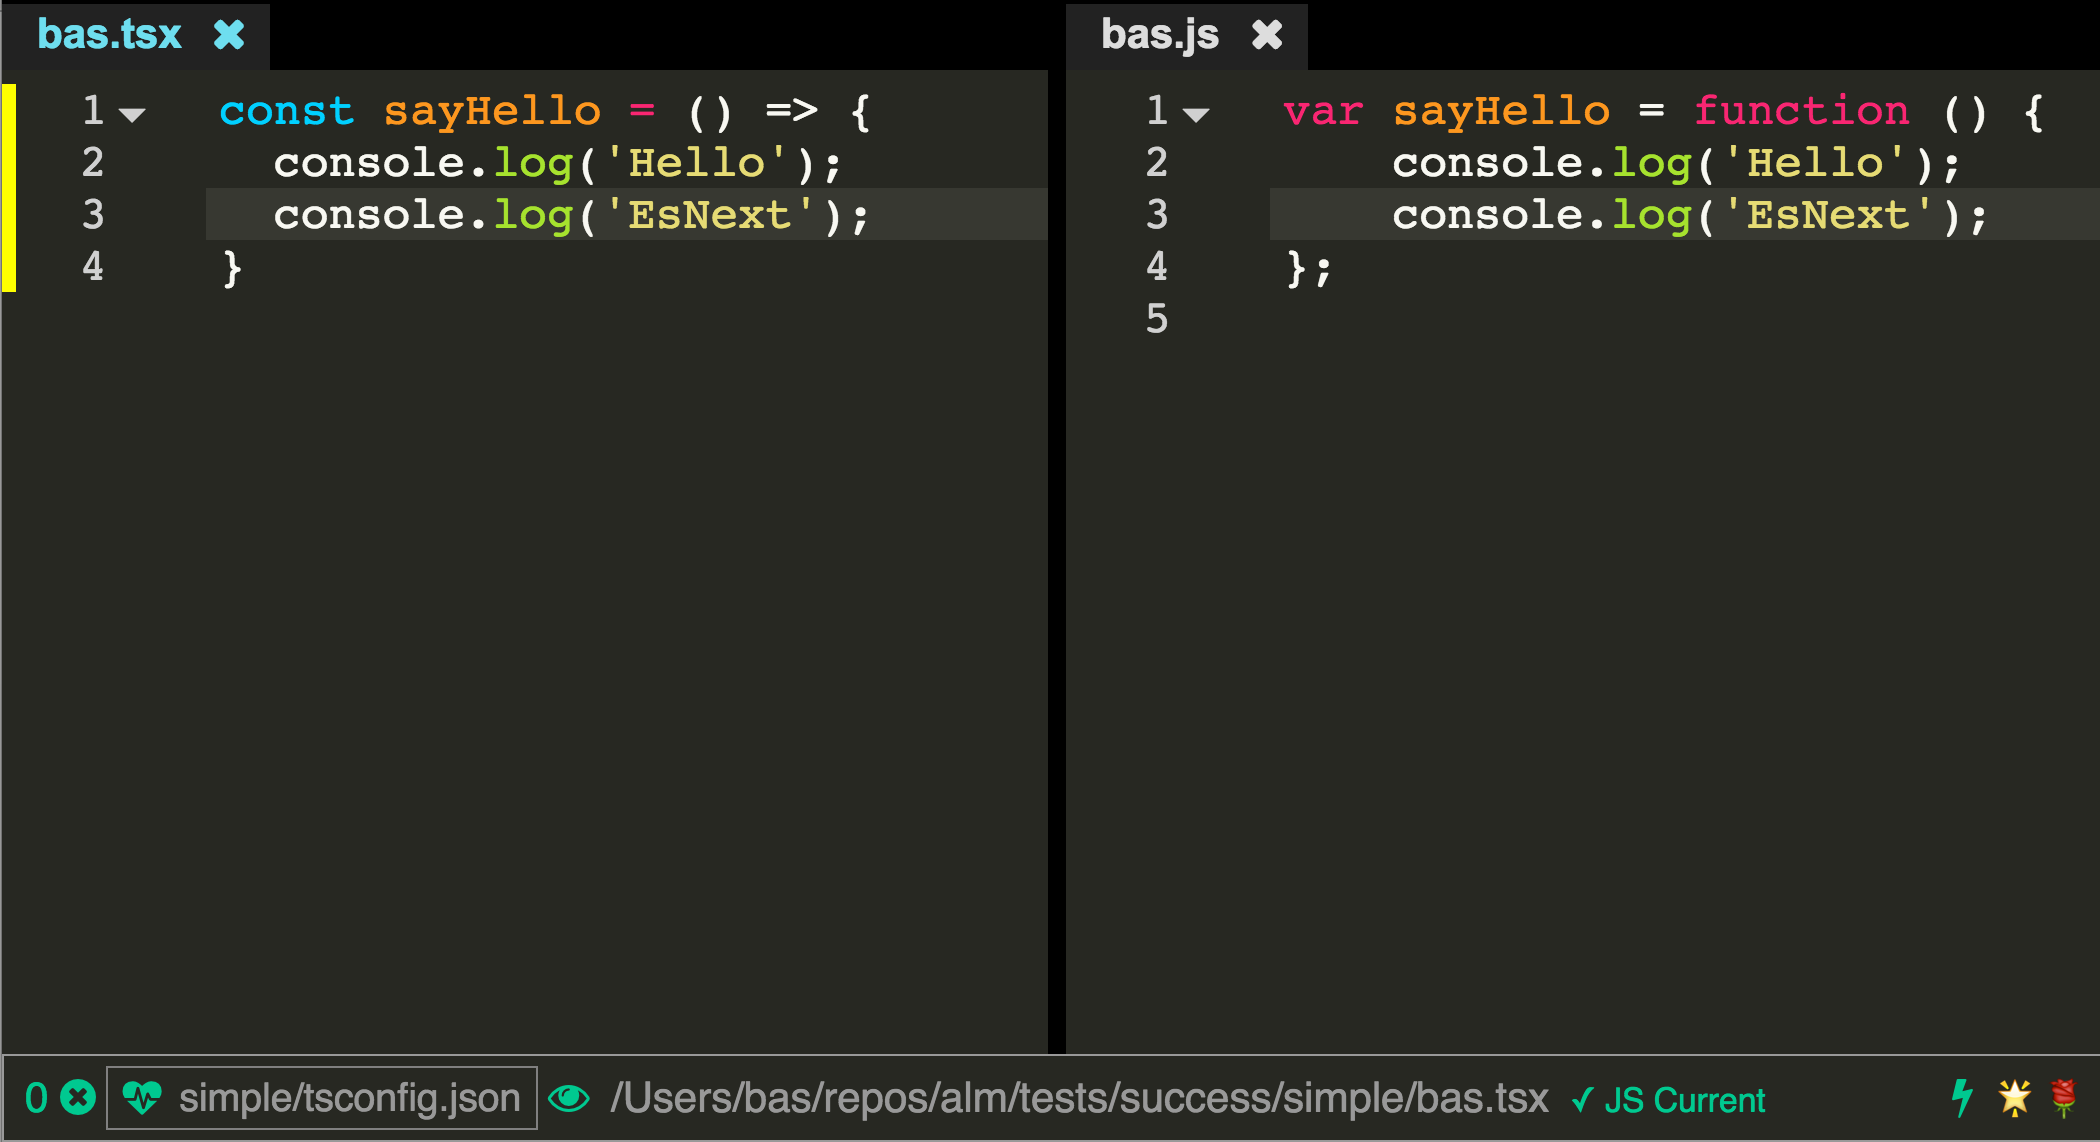 bas.tsx
1 const sayHello = () => {
2   console.log('Hello');
3   console.log('EsNext');
4 }
bas.js
1 var sayHello = function () {
2     console.log('Hello');
3     console.log('EsNext');
4 };
5
0 simple/tsconfig.json /Users/bas/repos/alm/tests/success/simple/bas.tsx ✓ JS Current